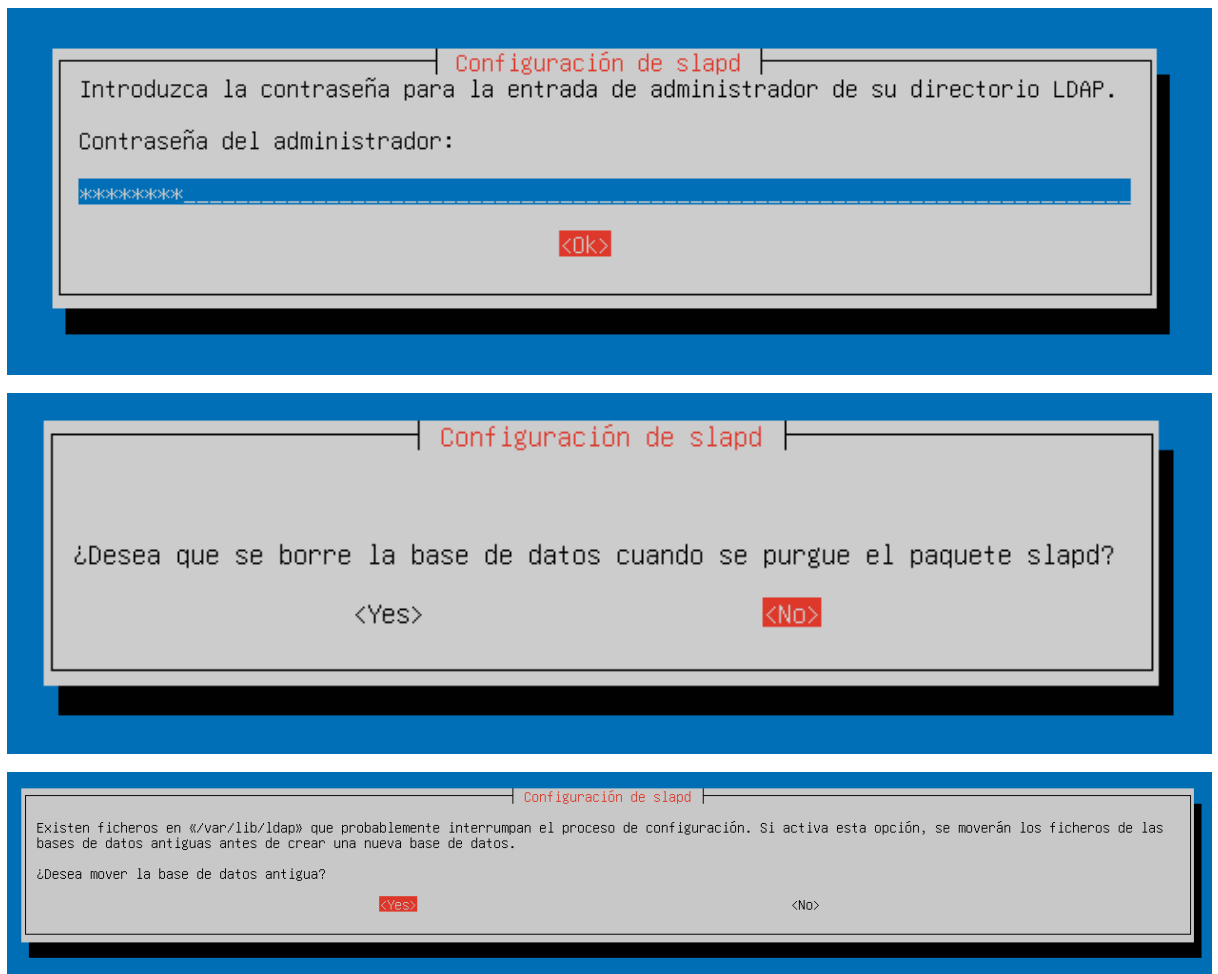 Configuración de slapd
Introduzca la contraseña para la entrada de administrador de su directorio LDAP.
Contraseña del administrador:
********
<Ok>
Configuración de slapd
¿Desea que se borre la base de datos cuando se purgue el paquete slapd?
<Yes> <No>
Configuración de slapd
Existen ficheros en «/var/lib/ldap» que probablemente interrumpan el proceso de configuración. Si activa esta opción, se moverán los ficheros de las
bases de datos antiguas antes de crear una nueva base de datos.
¿Desea mover la base de datos antigua?
<Yes> <No>